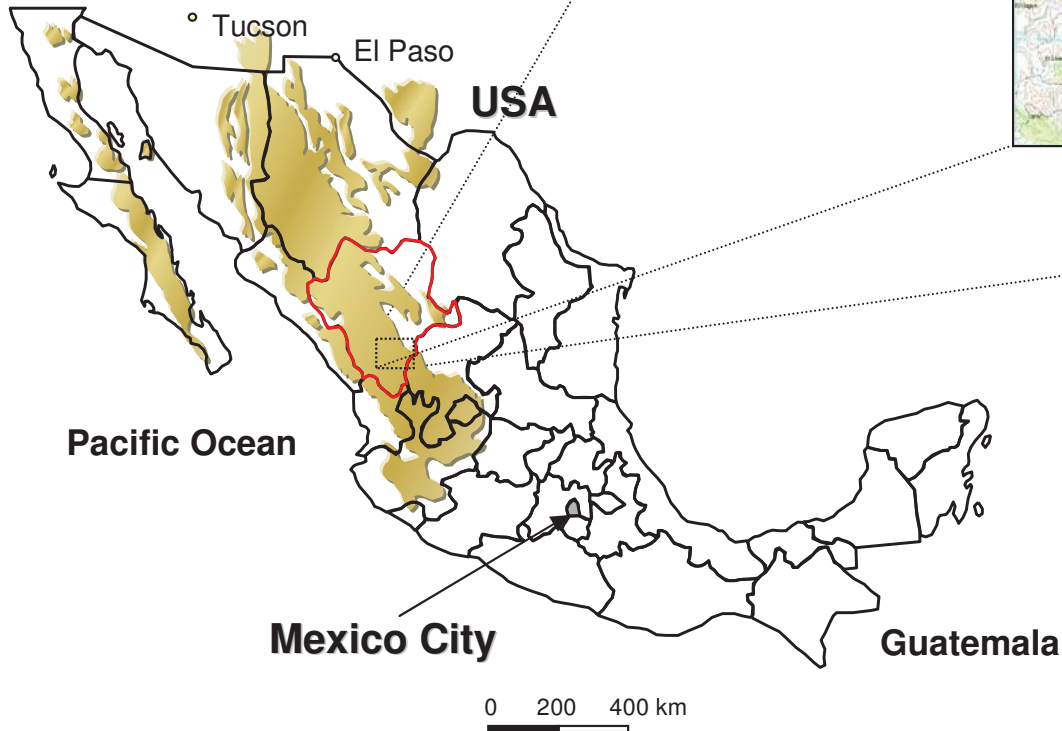 Tucson
El Paso
USA
Pacific Ocean
Mexico City
Guatemala
0 200 400 km